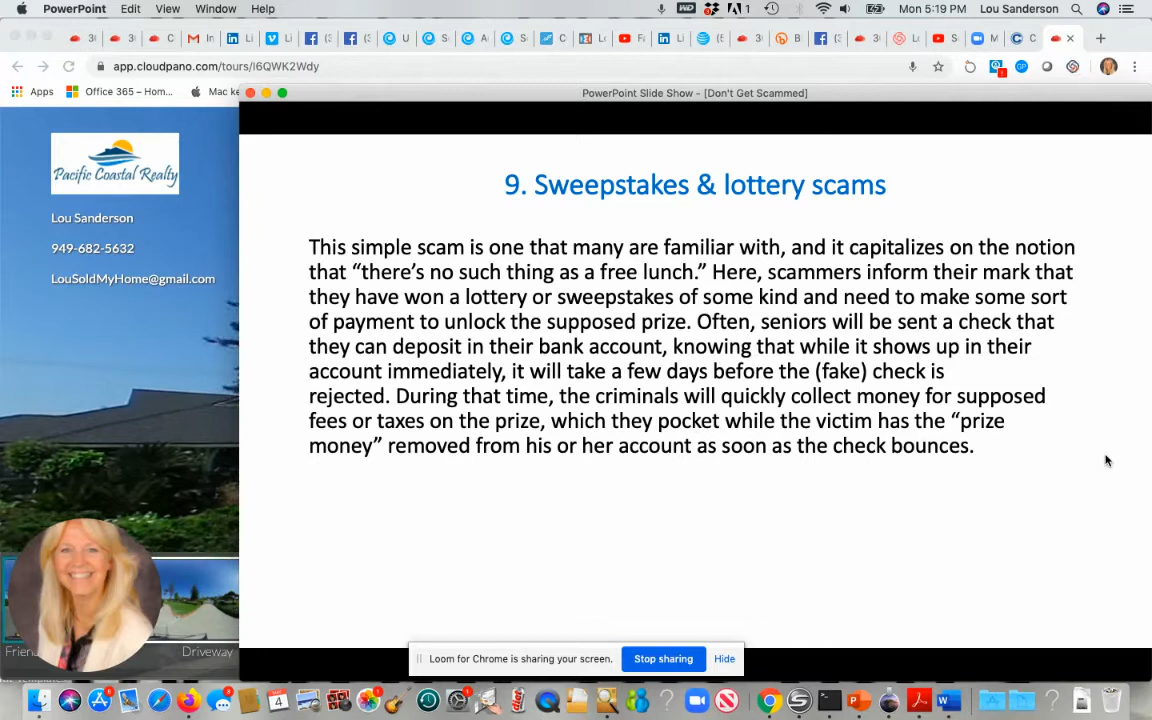 PowerPoint Edit View Window Help
Mon 5:19 PM Lou Sanderson
app.cloudpano.com/tours/I6QWK2Wdy
Apps Office 365 – Hom... Mac ke
PowerPoint Slide Show - [Don't Get Scammed]
Pacific Coastal Realty
Lou Sanderson
949-682-5632
LouSoldMyHome@gmail.com
9. Sweepstakes & lottery scams
This simple scam is one that many are familiar with, and it capitalizes on the notion
that “there’s no such thing as a free lunch.” Here, scammers inform their mark that
they have won a lottery or sweepstakes of some kind and need to make some sort
of payment to unlock the supposed prize. Often, seniors will be sent a check that
they can deposit in their bank account, knowing that while it shows up in their
account immediately, it will take a few days before the (fake) check is
rejected. During that time, the criminals will quickly collect money for supposed
fees or taxes on the prize, which they pocket while the victim has the “prize
money” removed from his or her account as soon as the check bounces.
Frien Driveway
Loom for Chrome is sharing your screen. Stop sharing Hide